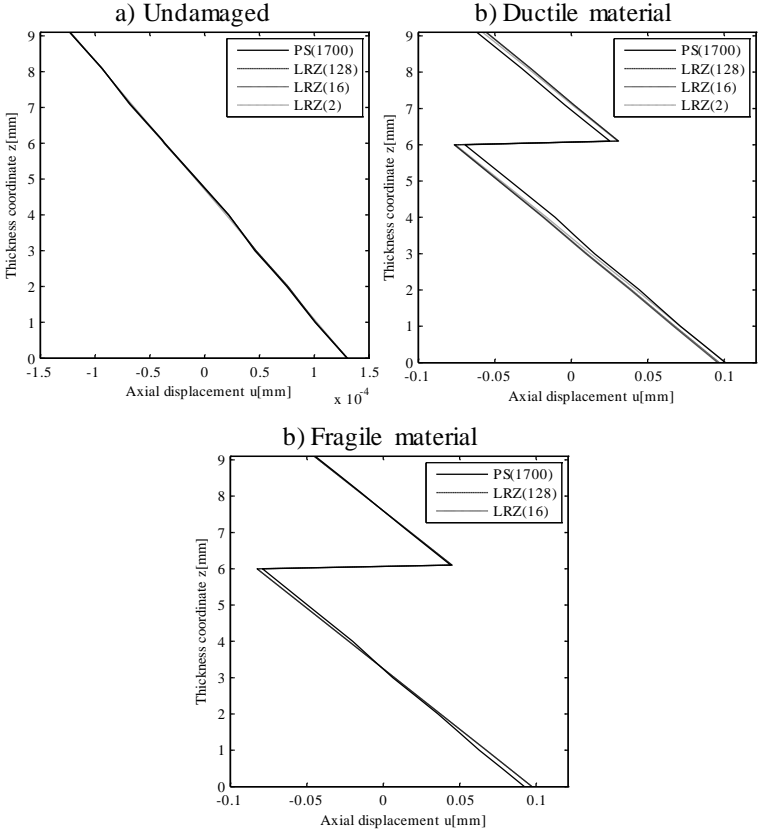 a) Undamaged
PS(1700)
LRZ(128)
LRZ(16)
LRZ(2)
Thickness coordinate z[mm]
9
8
7
6
5
4
3
2
1
0
-1.5
-1
-0.5
0
0.5
1
1.5
Axial displacement u[mm]
x 10-4
b) Ductile material
PS(1700)
LRZ(128)
LRZ(16)
LRZ(2)
Thickness coordinate z[mm]
9
8
7
6
5
4
3
2
1
0
-0.1
-0.05
0
0.05
0.1
Axial displacement u[mm]
b) Fragile material
PS(1700)
LRZ(128)
LRZ(16)
Thickness coordinate z[mm]
9
8
7
6
5
4
3
2
1
0
-0.1
-0.05
0
0.05
0.1
Axial displacement u[mm]